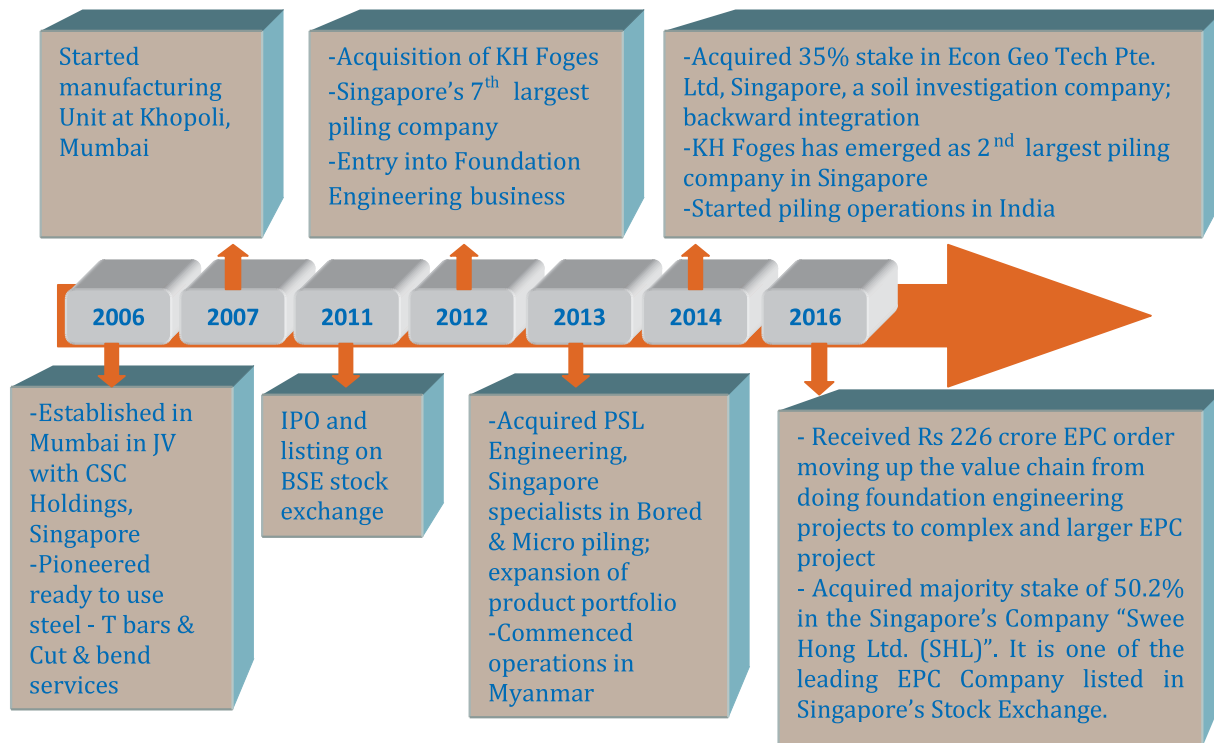 Started
manufacturing
Unit at Khopoli,
Mumbai
-Acquisition of KH Foges
-Singapore's 7th largest
piling company
-Entry into Foundation
Engineering business
-Acquired 35% stake in Econ Geo Tech Pte.
Ltd, Singapore, a soil investigation company;
backward integration
-KH Foges has emerged as 2nd largest piling
company in Singapore
-Started piling operations in India
2006
2007
2011
2012
2013
2014
2016
-Established in
Mumbai in JV
with CSC
Holdings,
Singapore
-Pioneered
ready to use
steel - T bars &
Cut & bend
services
IPO and
listing on
BSE stock
exchange
-Acquired PSL
Engineering,
Singapore
specialists in Bored
& Micro piling;
expansion of
product portfolio
-Commenced
operations in
Myanmar
- Received Rs 226 crore EPC order
moving up the value chain from
doing foundation engineering
projects to complex and larger EPC
project
- Acquired majority stake of 50.2%
in the Singapore's Company “Swee
Hong Ltd. (SHL)”. It is one of the
leading EPC Company listed in
Singapore's Stock Exchange.